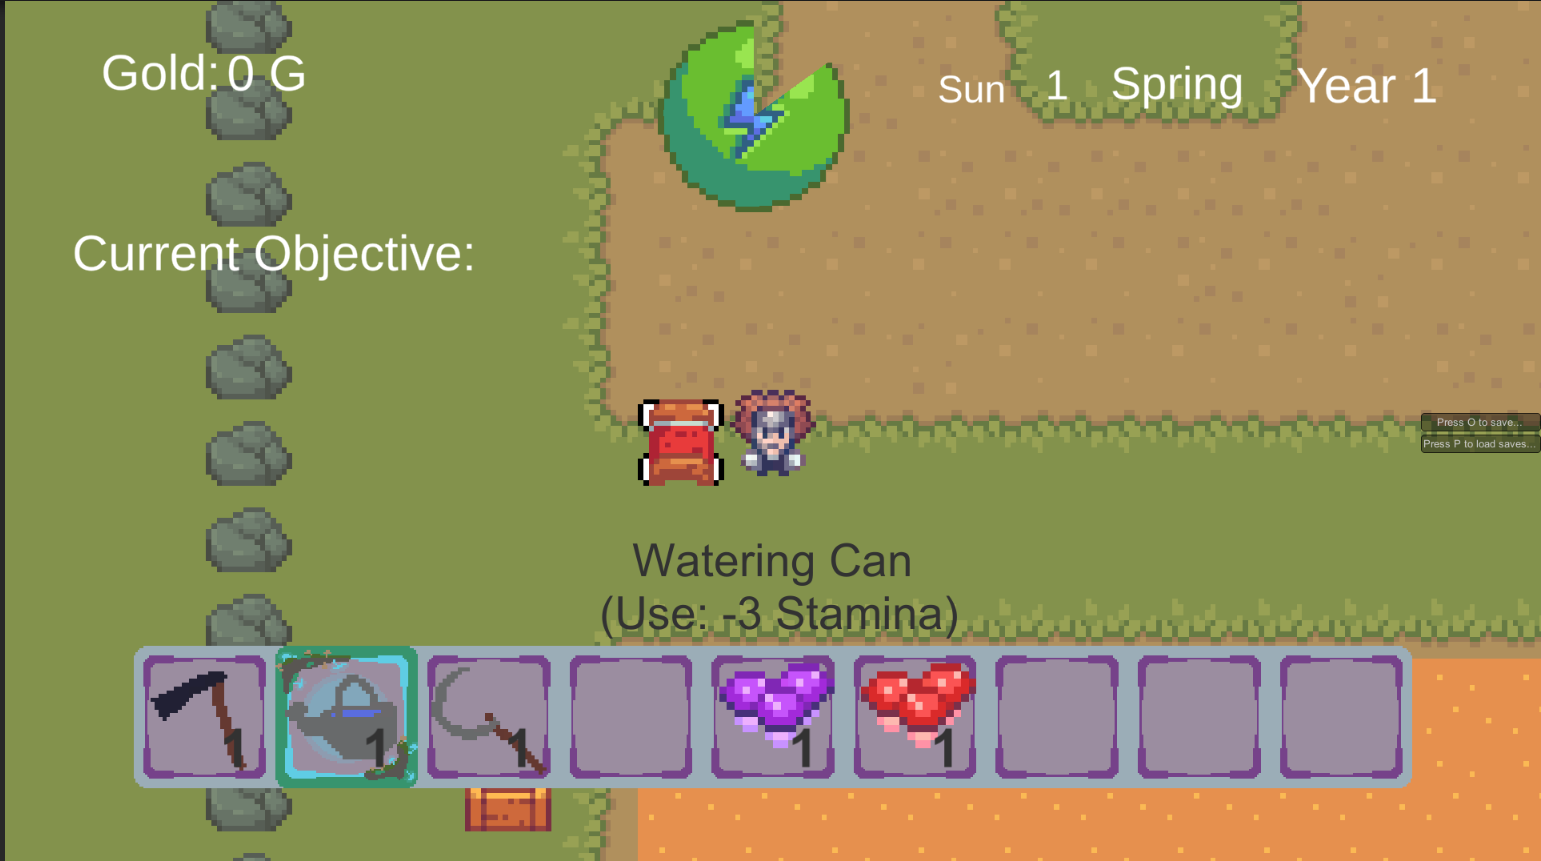 Gold: 0 G
Sun 1 Spring Year 1
Current Objective:
Press O to save...
Press P to load saves...
Watering Can
(Use: -3 Stamina)
1 1 1 1 1